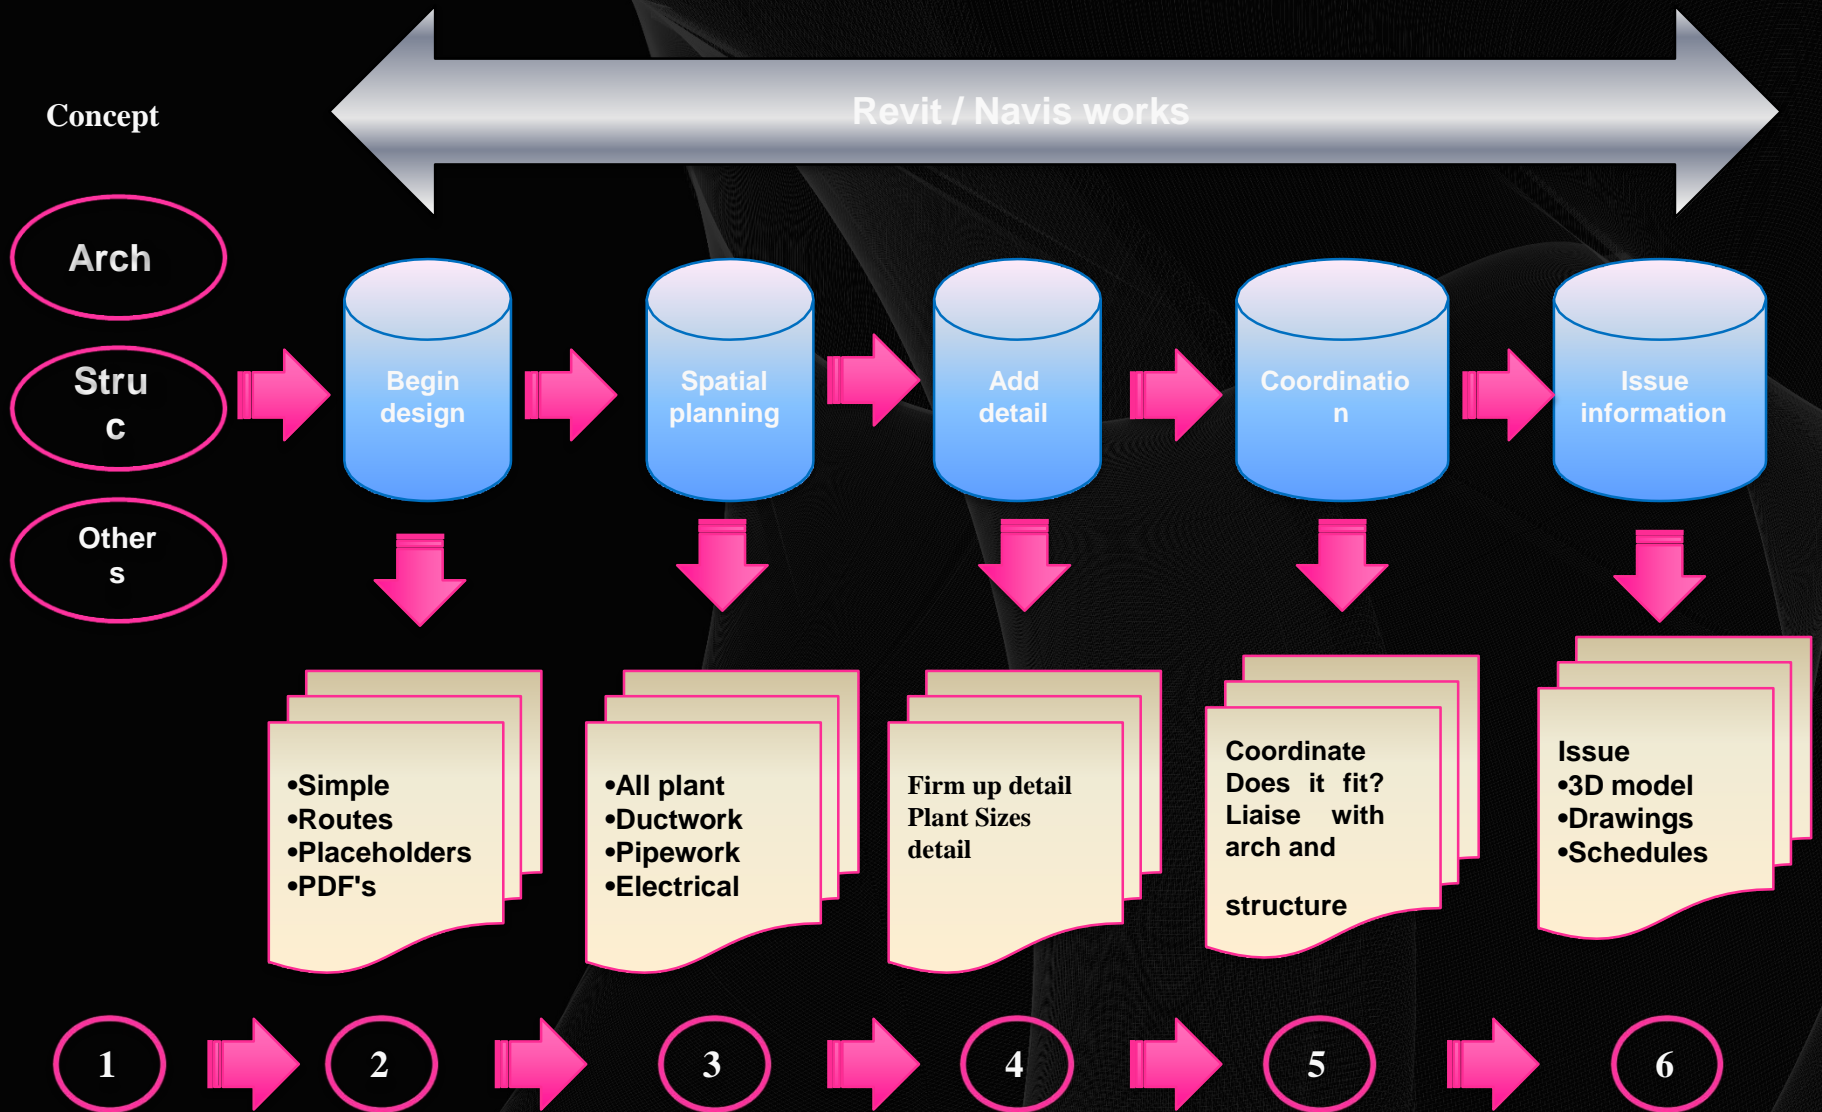 Revit / Navis works
Concept
Arch
Stru
c
Other
s
Begin
design
Spatial
planning
Add
detail
Coordinatio
n
Issue
information
•Simple
•Routes
•Placeholders
•PDF's
•All plant
•Ductwork
•Pipework
•Electrical
Firm up detail
Plant Sizes
detail
Coordinate
Does it fit?
Liaise with
arch and
structure
Issue
•3D model
•Drawings
•Schedules
1
2
3
4
5
6